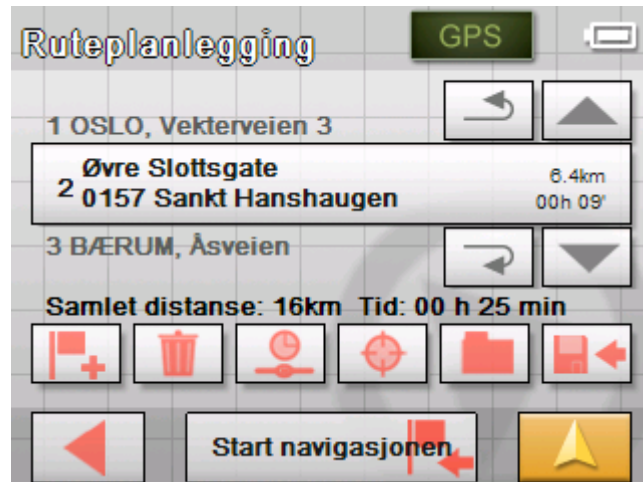 Ruteplanlegging
GPS
1 OSLO, Vekterveien 3
2 Øvre Slottsgate
0157 Sankt Hanshaugen
6.4km
00h 09'
3 BÆRUM, Åsveien
Samlet distanse: 16km Tid: 00 h 25 min
Start navigasjonen